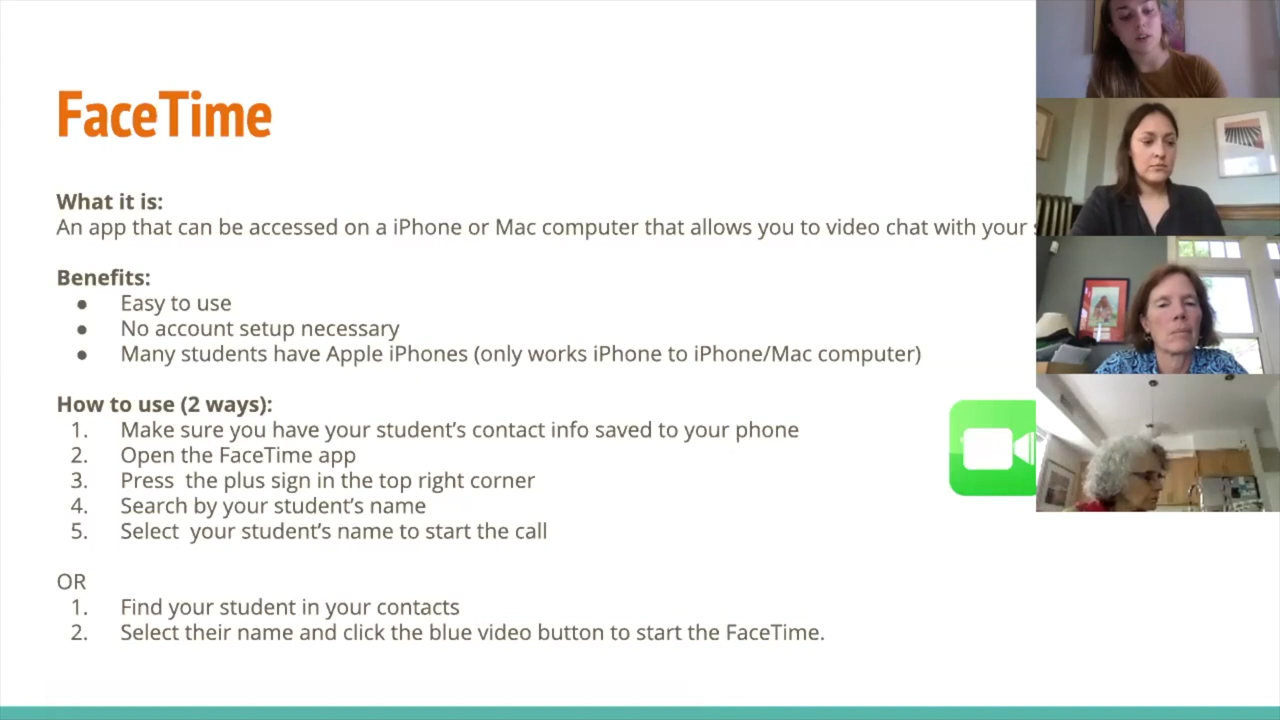 FaceTime
What it is:
An app that can be accessed on a iPhone or Mac computer that allows you to video chat with your
Benefits:
● Easy to use
● No account setup necessary
● Many students have Apple iPhones (only works iPhone to iPhone/Mac computer)
How to use (2 ways):
1. Make sure you have your student’s contact info saved to your phone
2. Open the FaceTime app
3. Press the plus sign in the top right corner
4. Search by your student’s name
5. Select your student’s name to start the call
OR
1. Find your student in your contacts
2. Select their name and click the blue video button to start the FaceTime.